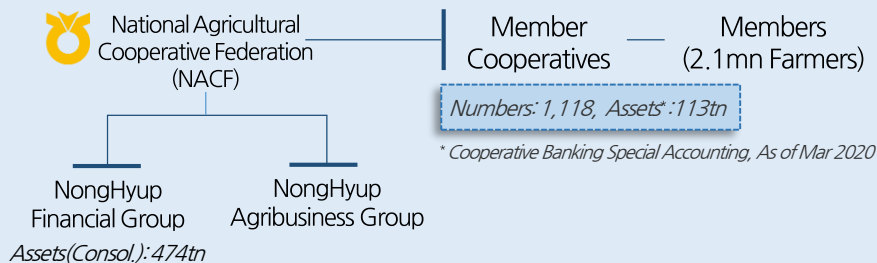 National Agricultural
Cooperative Federation
(NACF)
Member
Cooperatives
Members
(2.1mn Farmers)
Numbers: 1,118, Assets* :113tn
* Cooperative Banking Special Accounting, As of Mar 2020
NongHyup
Financial Group
NongHyup
Agribusiness Group
Assets(Consol.): 474tn